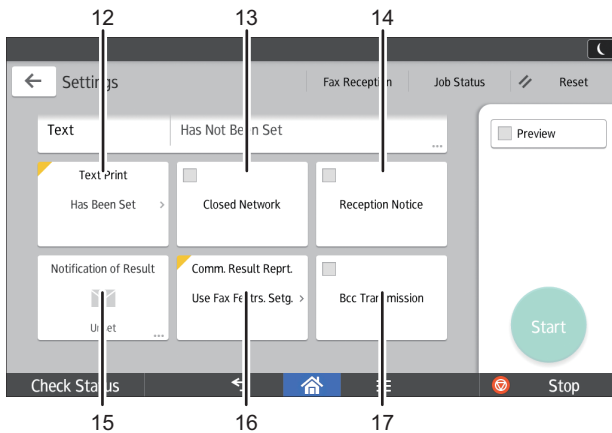 12 13 14
Settings Fax Reception Job Status Reset
Text Has Not Been Set
Preview
Text Print
Has Been Set
Closed Network
Reception Notice
Notification of Result
Unset
Comm. Result Reprt.
Use Fax Featrs. Setg.
Bcc Transmission
Start
Check Status Stop
15 16 17